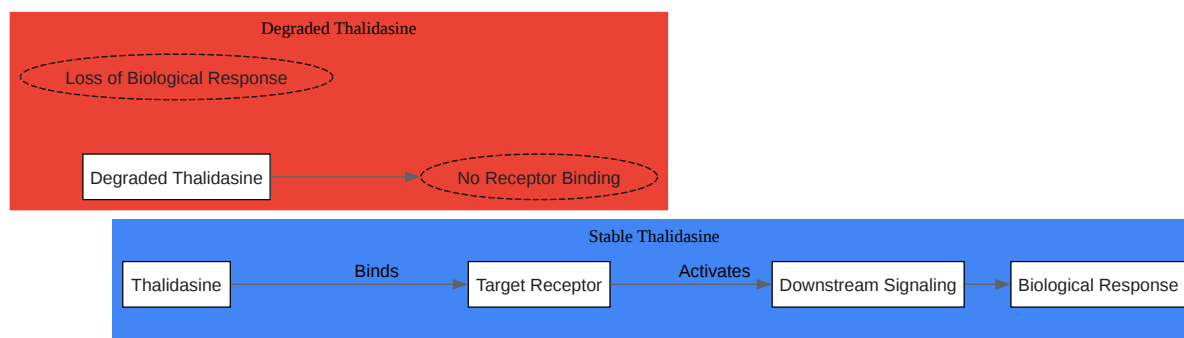 Degraded Thalidasine
Loss of Biological Response
Degraded Thalidasine
No Receptor Binding
Stable Thalidasine
Thalidasine
Binds
Target Receptor
Activates
Downstream Signaling
Biological Response